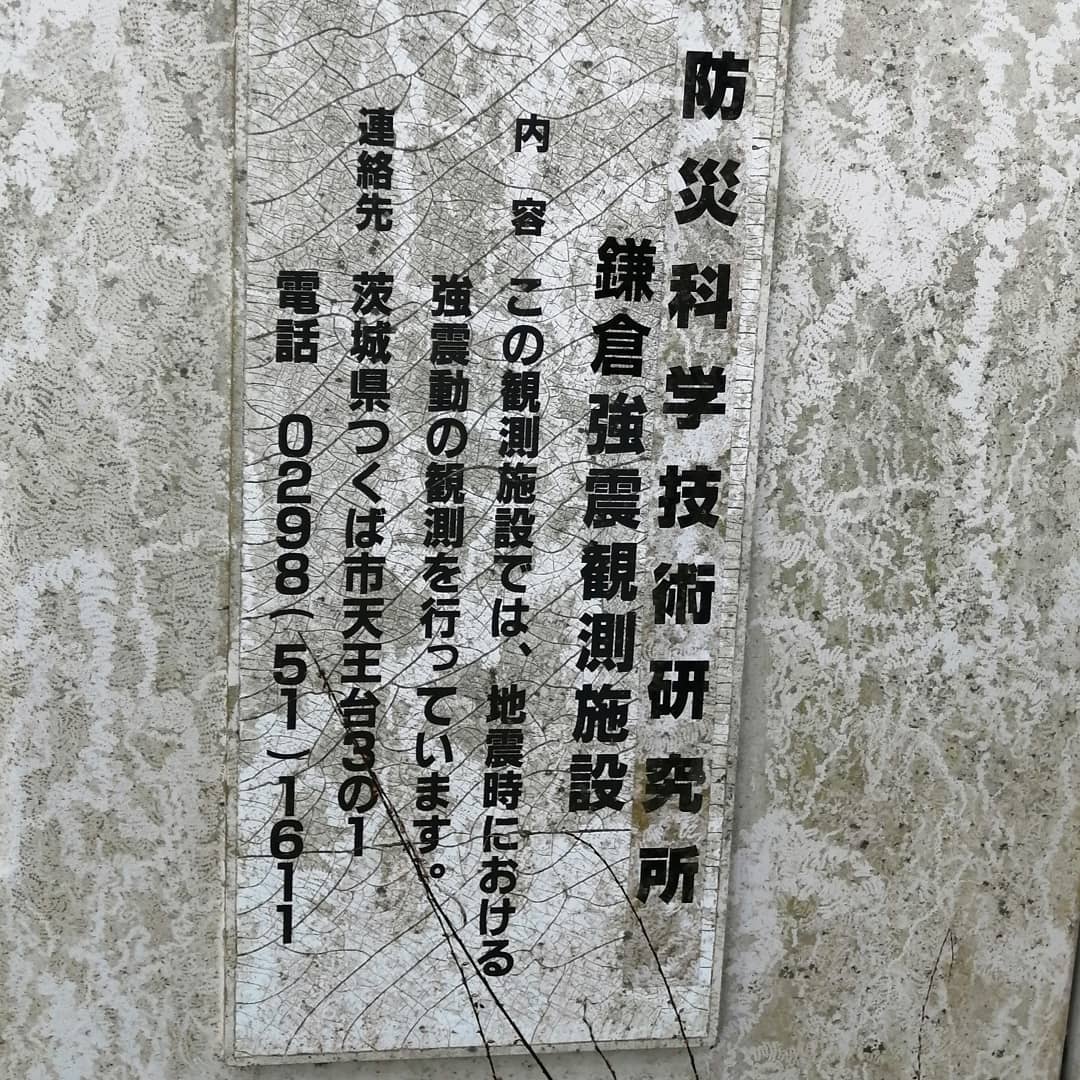 防災科学技術研究所
鎌倉強震観測施設
内容 この観測施設では、地震時における
強震動の観測を行っています。
連絡先 茨城県つくば市天王台3の1
電話 0298(51)1611